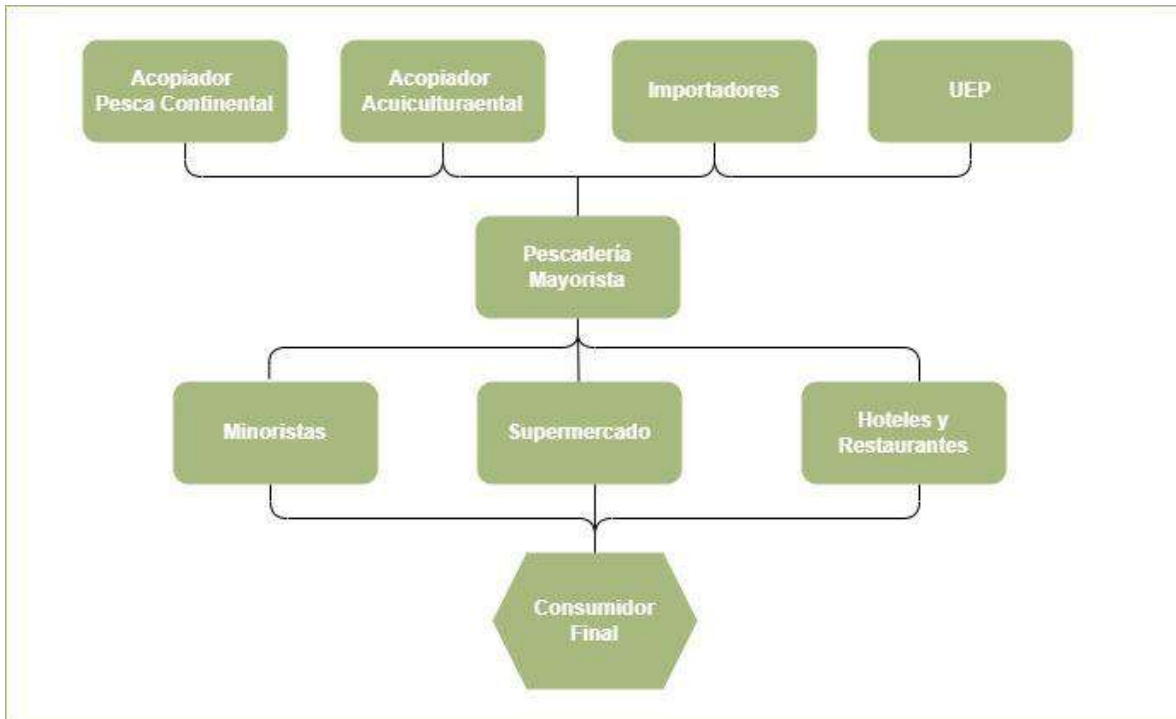 Acopiador
Pesca Continental
Acopiador
Acuiculturaental
Importadores
UEP
Pescadería
Mayorista
Minoristas
Supermercado
Hoteles y
Restaurantes
Consumidor
Final